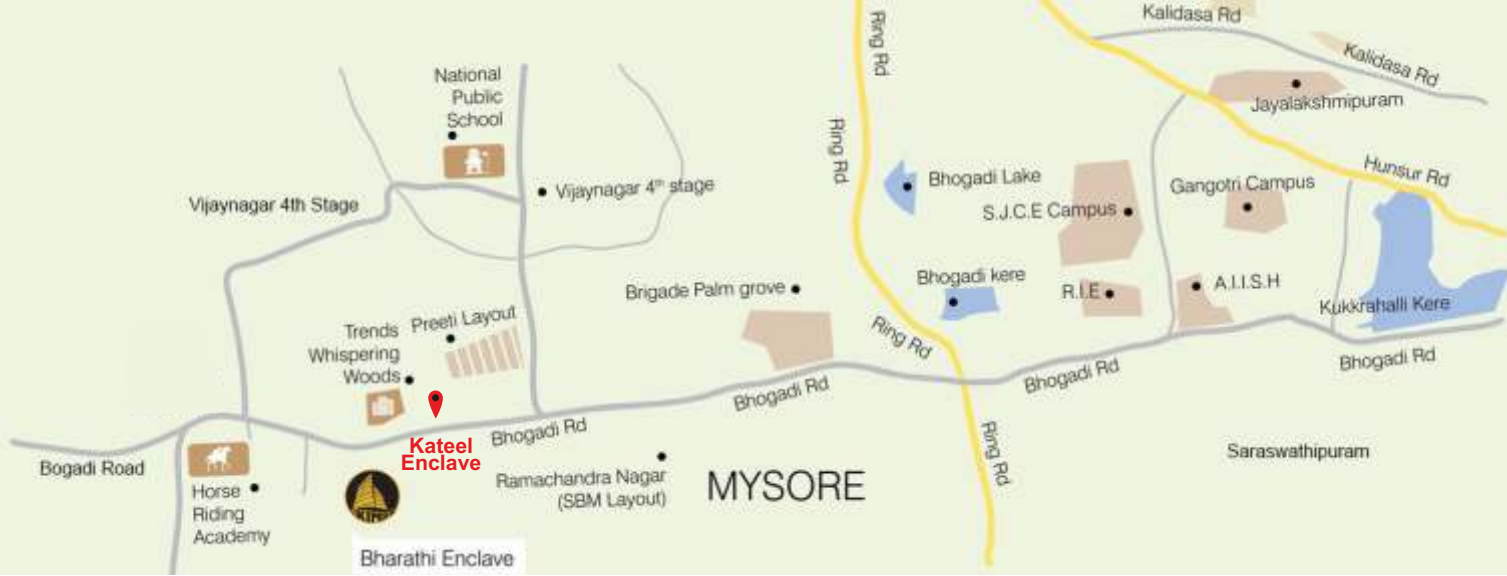 Kalidasa Rd
Kalidasa Rd
Ring Rd
National
Public
School
Jayalakshmipuram
Ring Rd
Hunsur Rd
Bhogadi Lake
Gangotri Campus
Vijaynagar 4th stage
Vijaynagar 4th Stage
S.J.C.E Campus
Bhogadi kere
A.I.I.S.H
Brigade Palm grove
R.I.E
Kukkrahalli Kere
Preeti Layout
Trends
Whispering
Woods
Ring Rd
Bhogadi Rd
Bhogadi Rd
Bhogadi Rd
Bhogadi Rd
Kateel
Enclave
Ring Rd
Saraswathipuram
Bogadi Road
Horse
Riding
Academy
Ramachandra Nagar
(SBM Layout)
MYSORE
Bharathi Enclave